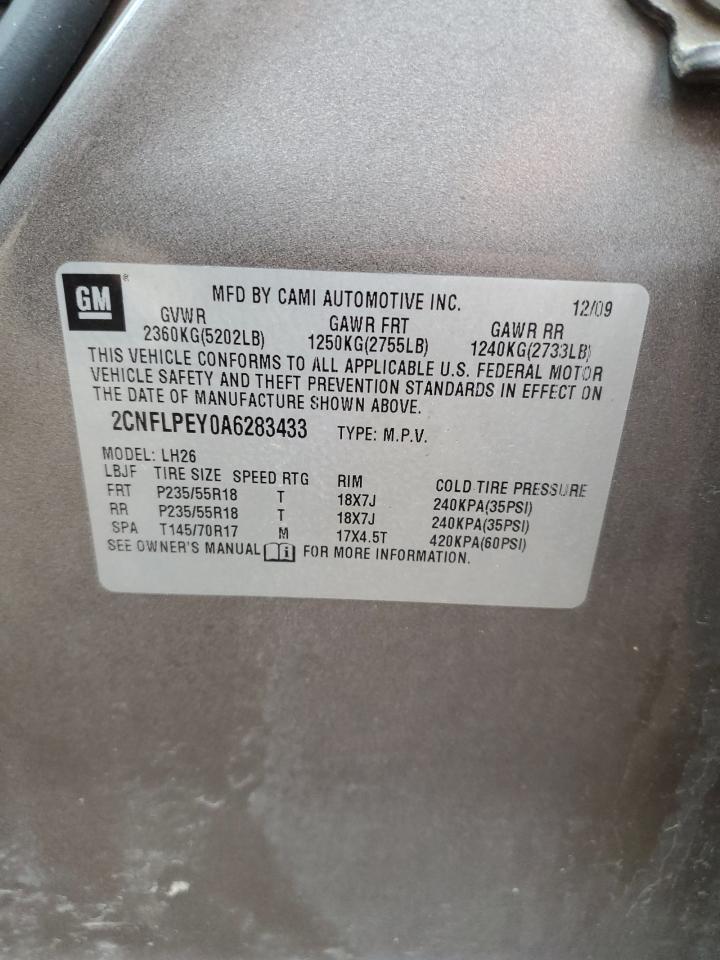 GM® MFD BY CAMI AUTOMOTIVE INC. 12/09
GVWR GAWR FRT GAWR RR
2360KG(5202LB) 1250KG(2755LB) 1240KG(2733LB)
THIS VEHICLE CONFORMS TO ALL APPLICABLE U.S. FEDERAL MOTOR
VEHICLE SAFETY AND THEFT PREVENTION STANDARDS IN EFFECT ON
THE DATE OF MANUFACTURE SHOWN ABOVE.
2CNFLPEY0A6283433 TYPE: M.P.V.
MODEL: LH26
LBJF TIRE SIZE SPEED RTG RIM COLD TIRE PRESSURE
FRT P235/55R18 T 18X7J 240KPA(35PSI)
RR P235/55R18 T 18X7J 240KPA(35PSI)
SPA T145/70R17 M 17X4.5T 420KPA(60PSI)
SEE OWNER'S MANUAL i FOR MORE INFORMATION.